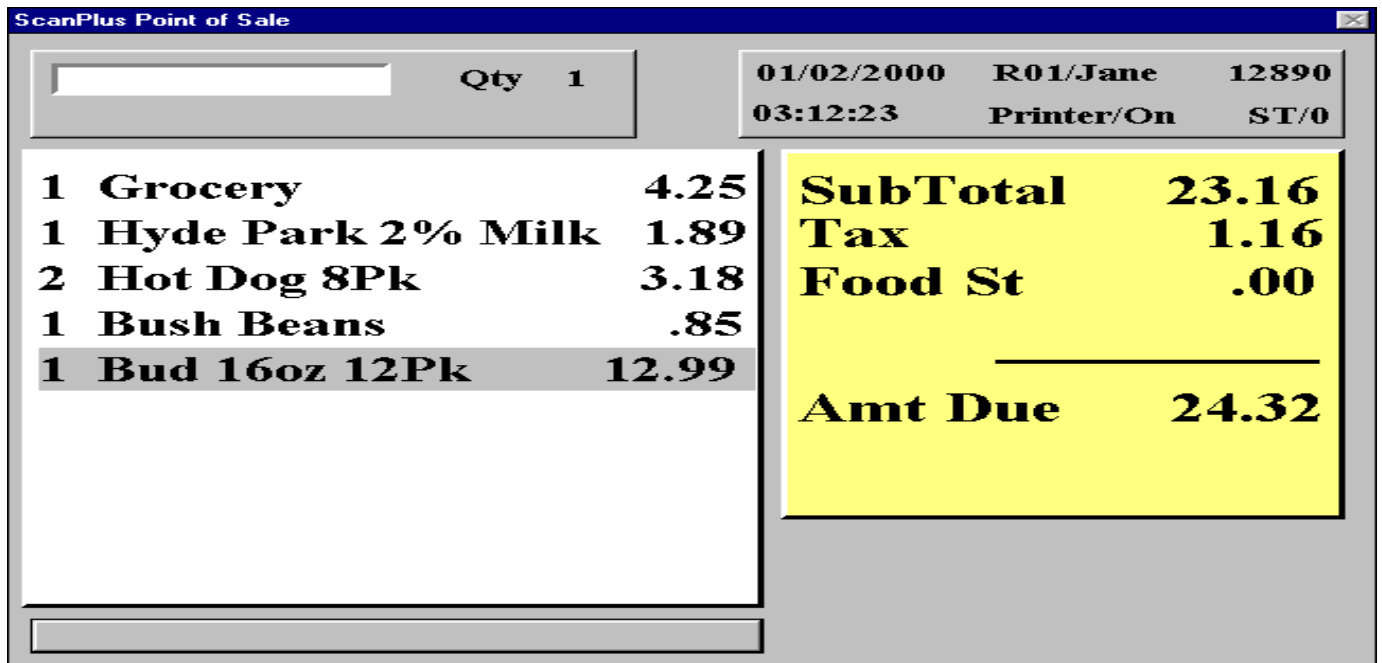 ScanPlus Point of Sale
Qty 1
01/02/2000 R01/Jane 12890
03:12:23 Printer/On ST/0
1 Grocery 4.25
1 Hyde Park 2% Milk 1.89
2 Hot Dog 8Pk 3.18
1 Bush Beans .85
1 Bud 16oz 12Pk 12.99
SubTotal 23.16
Tax 1.16
Food St .00
Amt Due 24.32